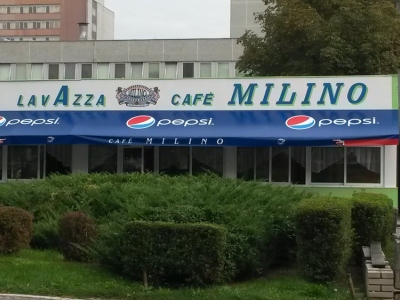 LAVAZZA CAFÉ MILINO
pepsi. pepsi. pepsi.
CAFÉ MILINO